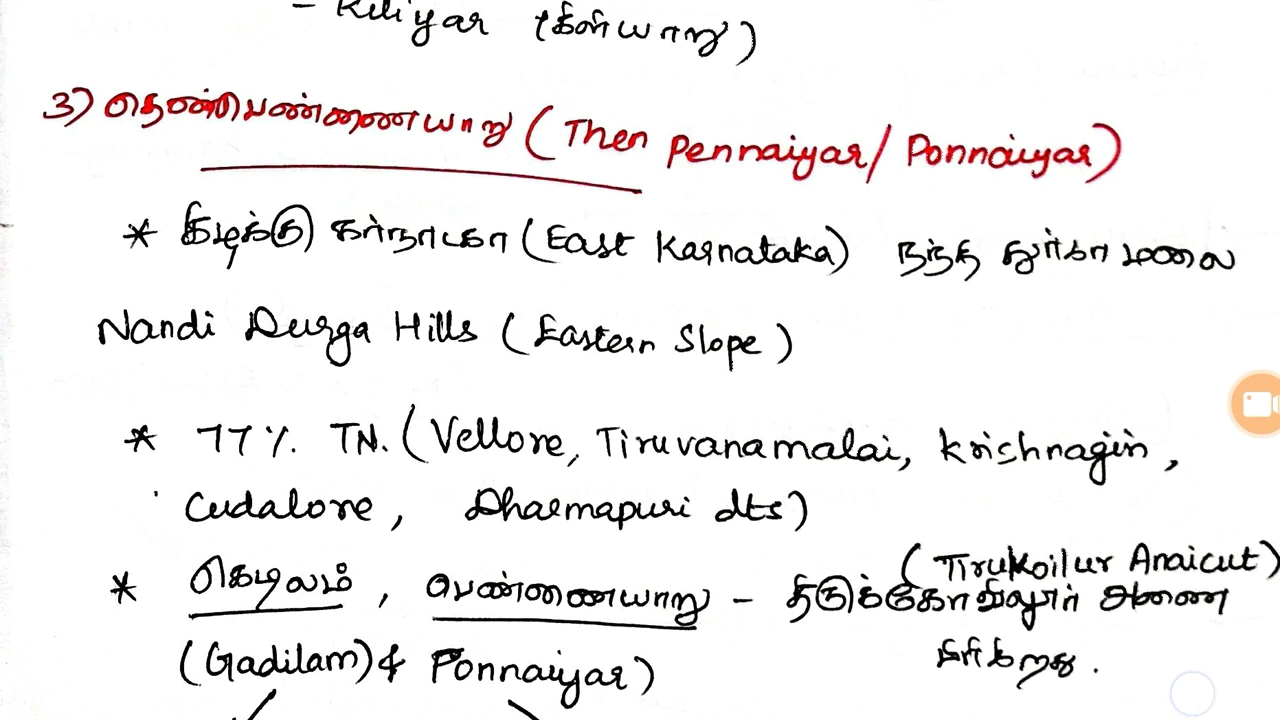 - Kiliyar (கிளியாறு)
3) தென்பெண்ணையாறு (Then Pennaiyar/ Ponnaiyar)
* கிழக்கு கர்நாடகா (East Karnataka) நந்தி துர்கா மலை
Nandi Durga Hills (Eastern Slope)
* 77%. TN. (Vellore, Tiruvanamalai, Krishnagiri,
Cudalore, Dharmapuri dts)
(Tirukoilur Anaicut)
* கெடிலம், பெண்ணையாறு - திருக்கோவிலூர் அணை
(Gadilam) & Ponnaiyar)